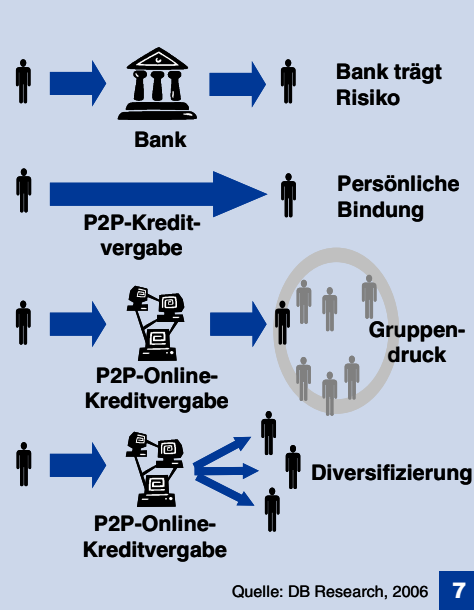 Bank trägt
Risiko
Bank
Persönliche
Bindung
P2P-Kredit-
vergabe
Gruppen-
druck
P2P-Online-
Kreditvergabe
Diversifizierung
P2P-Online-
Kreditvergabe
Quelle: DB Research, 2006
7